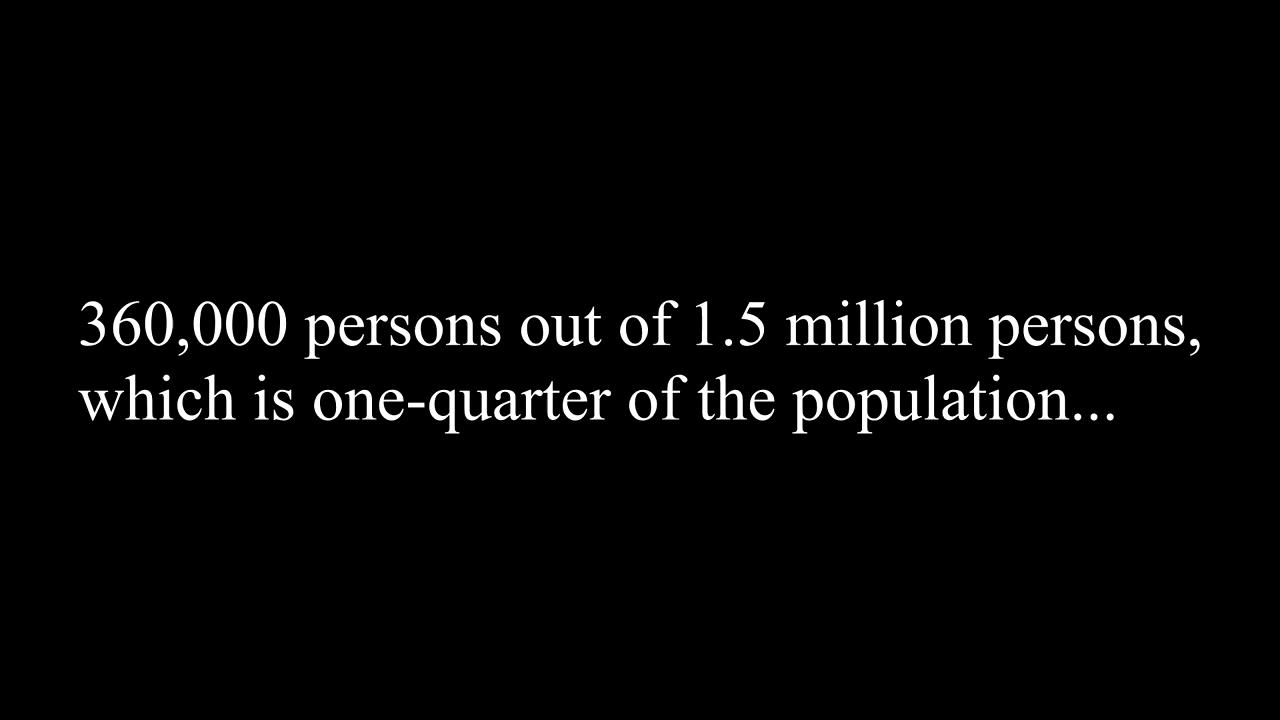 360,000 persons out of 1.5 million persons,
which is one-quarter of the population...